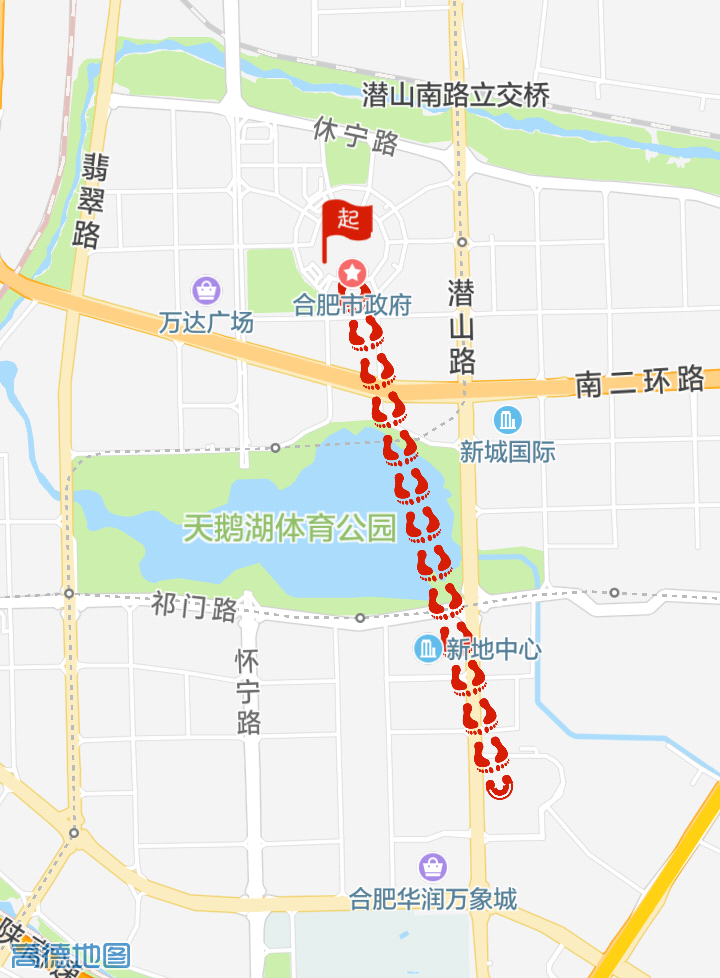 潜山南路立交桥
休宁路
翡翠路
起
合肥市政府
万达广场
潜山路
南二环路
新城国际
天鹅湖体育公园
祁门路
新地中心
怀宁路
合肥华润万象城
高德地图